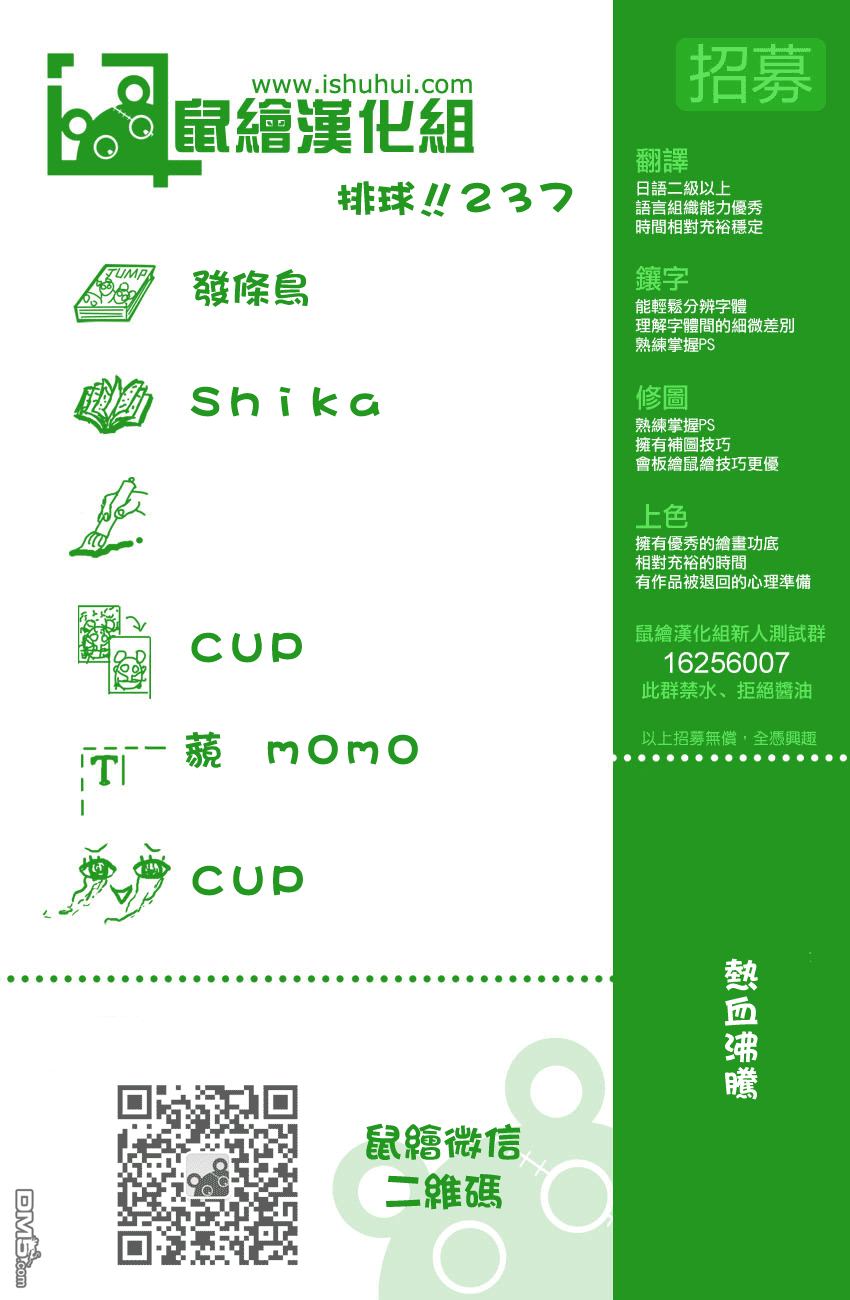 www.ishuhui.com
鼠繪漢化組
排球!!237
JUMP
發條鳥
Shika
cup
T
蘋 momo
cup
鼠繪微信
二維碼
DM5.com
招募
翻譯
日語二級以上
語言組織能力優秀
時間相對充裕穩定
鑲字
能輕鬆分辨字體
理解字體間的細微差別
熟練掌握PS
修圖
熟練掌握PS
擁有補圖技巧
會板繪鼠繪技巧更優
上色
擁有優秀的繪畫功底
相對充裕的時間
有作品被退回的心理準備
鼠繪漢化組新人測試群
16256007
此群禁水、拒絕醬油
以上招募無償，全憑興趣
熱血沸騰